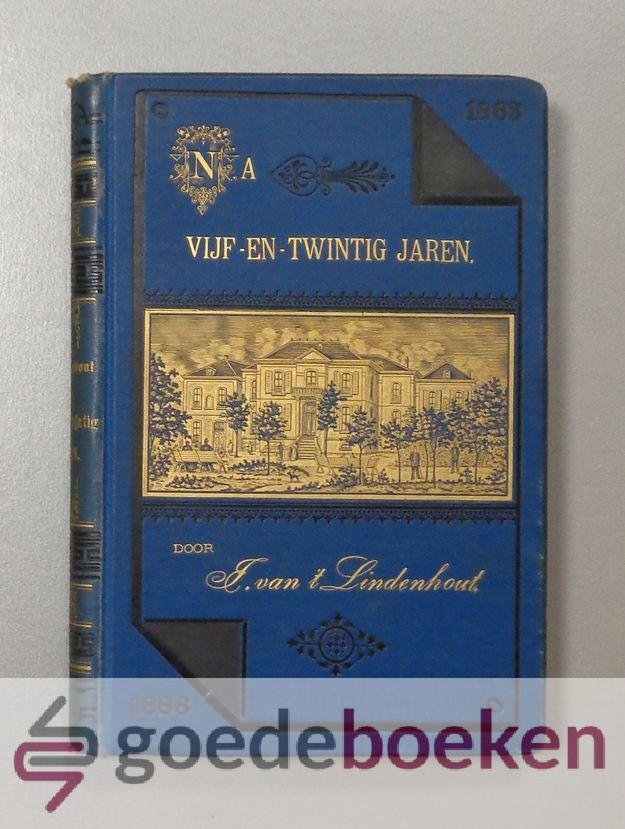 1863
NA
VIJF-EN-TWINTIG JAREN.
DOOR
J. van 't Lindenhout.
1888
goedeboeken